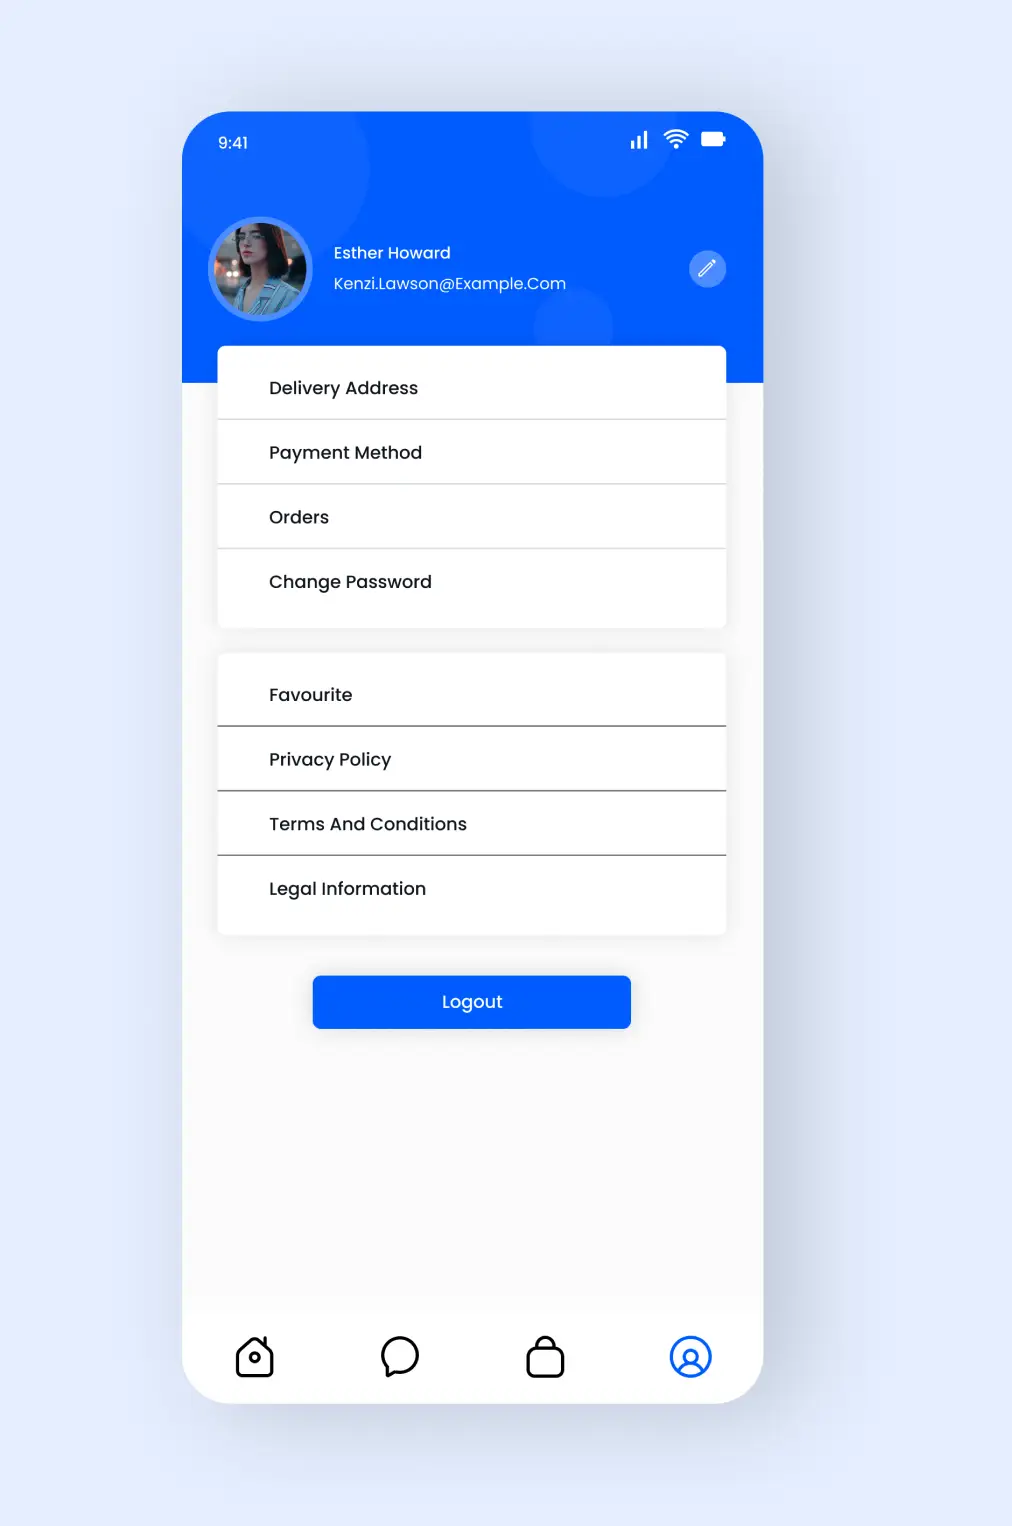 9:41
Esther Howard
Kenzi.Lawson@Example.Com
Delivery Address
Payment Method
Orders
Change Password
Favourite
Privacy Policy
Terms And Conditions
Legal Information
Logout